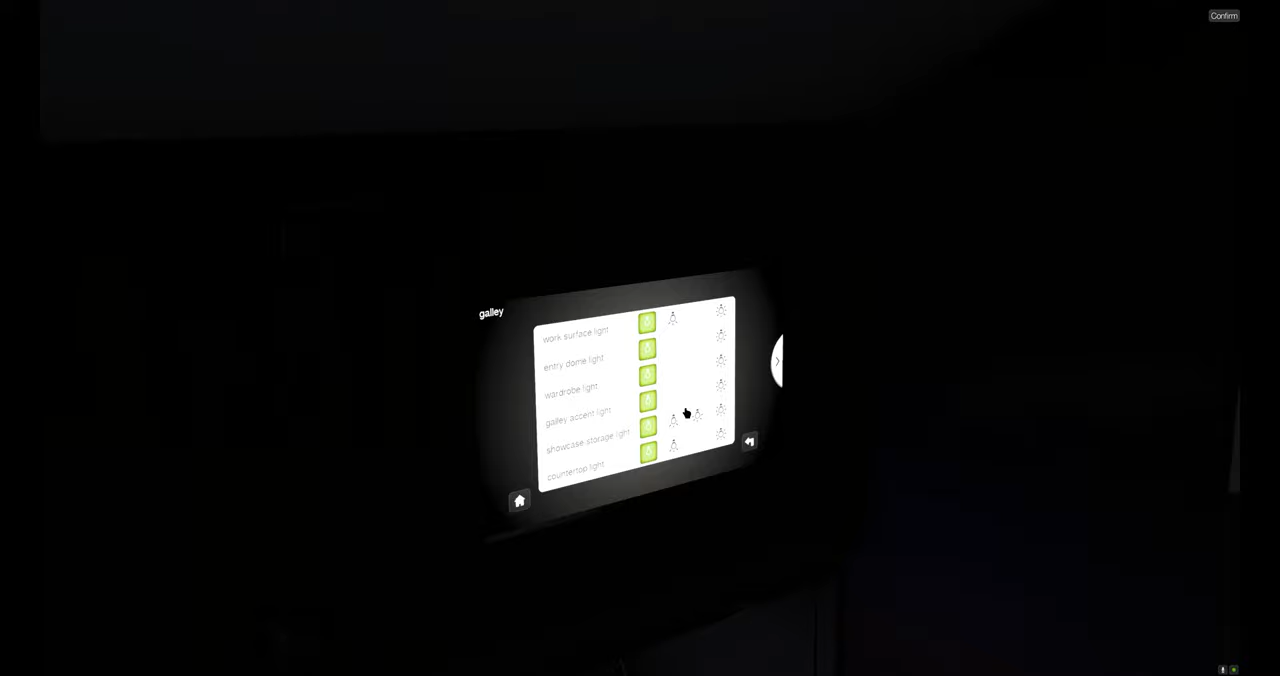 Confirm
galley
work surface light
entry dome light
wardrobe light
galley accent light
showcase storage light
countertop light